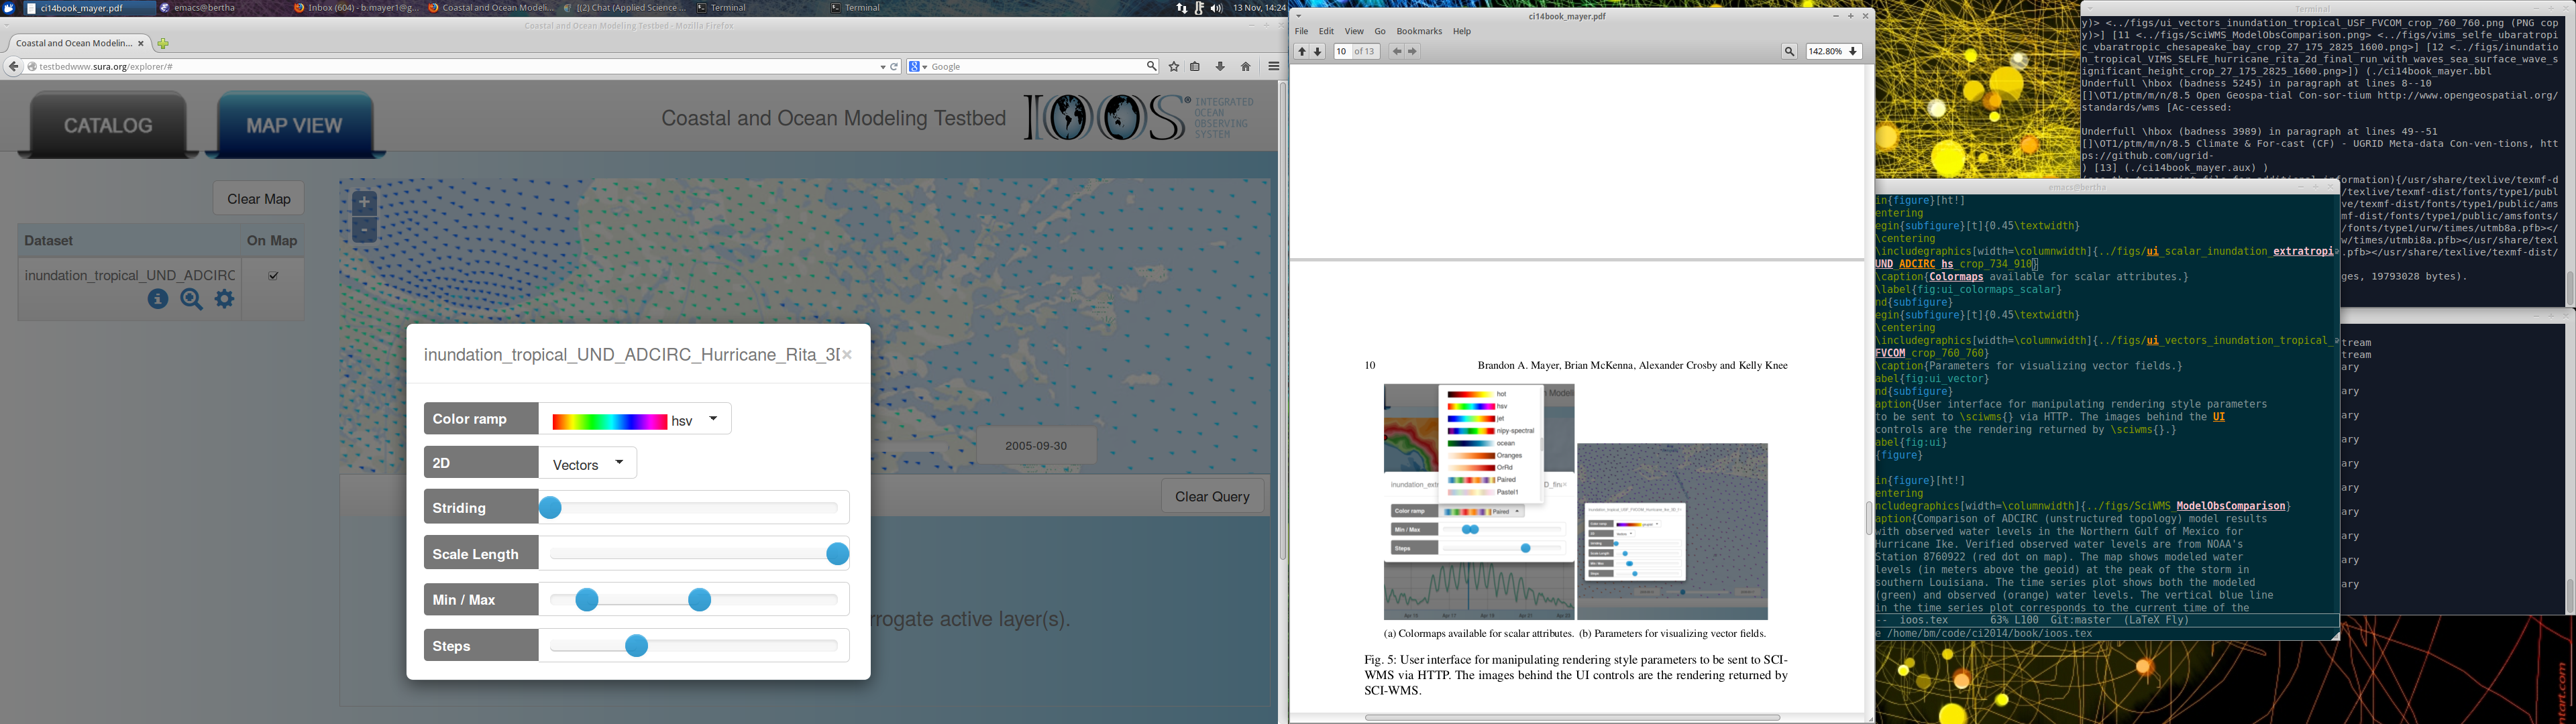 ci14book_mayer.pdf
emacs@bertha
Inbox (604) - b.mayer1@g...
Coastal and Ocean Modeli...
[(2) Chat (Applied Science ...
Terminal
Terminal
13 Nov, 14:24
Coastal and Ocean Modeling Testbed - Mozilla Firefox
Coastal and Ocean Modelin...
testbedwww.sura.org/explorer/#
Google
CATALOG
MAP VIEW
Coastal and Ocean Modeling Testbed
IOOS®
INTEGRATED
OCEAN
OBSERVING
SYSTEM
Clear Map
Dataset
On Map
inundation_tropical_UND_ADCIRC
+
-
2005-09-30
Clear Query
rrogate active layer(s).
inundation_tropical_UND_ADCIRC_Hurricane_Rita_3D
Color ramp
hsv
2D
Vectors
Striding
Scale Length
Min / Max
Steps
ci14book_mayer.pdf
File Edit View Go Bookmarks Help
10 of 13
142.80%
10
Brandon A. Mayer, Brian McKenna, Alexander Crosby and Kelly Knee
hot
hsv
jet
nipy-spectral
ocean
Oranges
OrRd
Paired
Pastel1
Color ramp
Paired
Min / Max
Steps
(a) Colormaps available for scalar attributes. (b) Parameters for visualizing vector fields.
Fig. 5: User interface for manipulating rendering style parameters to be sent to SCI-
WMS via HTTP. The images behind the UI controls are the rendering returned by
SCI-WMS.
Terminal
y)> <../figs/ui_vectors_inundation_tropical_USF_FVCOM_crop_760_760.png (PNG cop
y)>] [11 <../figs/SciWMS_ModelObsComparison.png> <../figs/vims_selfe_ubaratropi
c_vbaratropic_chesapeake_bay_crop_27_175_2825_1600.png>] [12 <../figs/inundatio
n_tropical_VIMS_SELFE_hurricane_rita_2d_final_run_with_waves_sea_surface_wave_s
ignificant_height_crop_27_175_2825_1600.png>]) (./ci14book_mayer.bbl
Underfull \hbox (badness 5245) in paragraph at lines 8--10
[]\OT1/ptm/m/n/8.5 Open Geospa-tial Con-sor-tium http://www.opengeospatial.org/
standards/wms [Ac-cessed:
Underfull \hbox (badness 3989) in paragraph at lines 49--51
[]\OT1/ptm/m/n/8.5 Climate & For-cast (CF) - UGRID Meta-data Con-ven-tions, htt
ps://github.com/ugrid-
) [13] (./ci14book_mayer.aux) )
formation){/usr/share/texlive/texmf-d
/texlive/texmf-dist/fonts/type1/publ
ve/texmf-dist/fonts/type1/public/ams
mf-dist/fonts/type1/public/amsfonts/
f-dist/fonts/type1/urw/times/utmb8a.pfb></
w/times/utmbi8a.pfb></usr/share/texl
.pfb></usr/share/texlive/texmf-dist/
ges, 19793028 bytes).
emacs@bertha
in{figure}[ht!]
entering
egin{subfigure}[t]{0.45\textwidth}
\centering
\includegraphics[width=\columnwidth]{../figs/ui_scalar_inundation_extratropi
UND_ADCIRC_hs_crop_734_910}
\caption{Colormaps available for scalar attributes.}
\label{fig:ui_colormaps_scalar}
nd{subfigure}
egin{subfigure}[t]{0.45\textwidth}
\centering
\includegraphics[width=\columnwidth]{../figs/ui_vectors_inundation_tropical_
FVCOM_crop_760_760}
\caption{Parameters for visualizing vector fields.}
abel{fig:ui_vector}
nd{subfigure}
aption{User interface for manipulating rendering style parameters
to be sent to \sciwms{} via HTTP. The images behind the UI
controls are the rendering returned by \sciwms{}.}
abel{fig:ui}
{figure}
in{figure}[ht!]
entering
ncludegraphics[width=\columnwidth]{../figs/SciWMS_ModelObsComparison}
aption{Comparison of ADCIRC (unstructured topology) model results
with observed water levels in the Northern Gulf of Mexico for
Hurricane Ike. Verified observed water levels are from NOAA's
Station 8760922 (red dot on map). The map shows modeled water
levels (in meters above the geoid) at the peak of the storm in
southern Louisiana. The time series plot shows both the modeled
(green) and observed (orange) water levels. The vertical blue line
in the time series plot corresponds to the current time of the
-- ioos.tex 63% L100 Git:master (LaTeX Fly)
e /home/bm/code/ci2014/book/ioos.tex
tream
tream
ary
ary
ary
ary
ary
ary
ary
ary
ary
ary